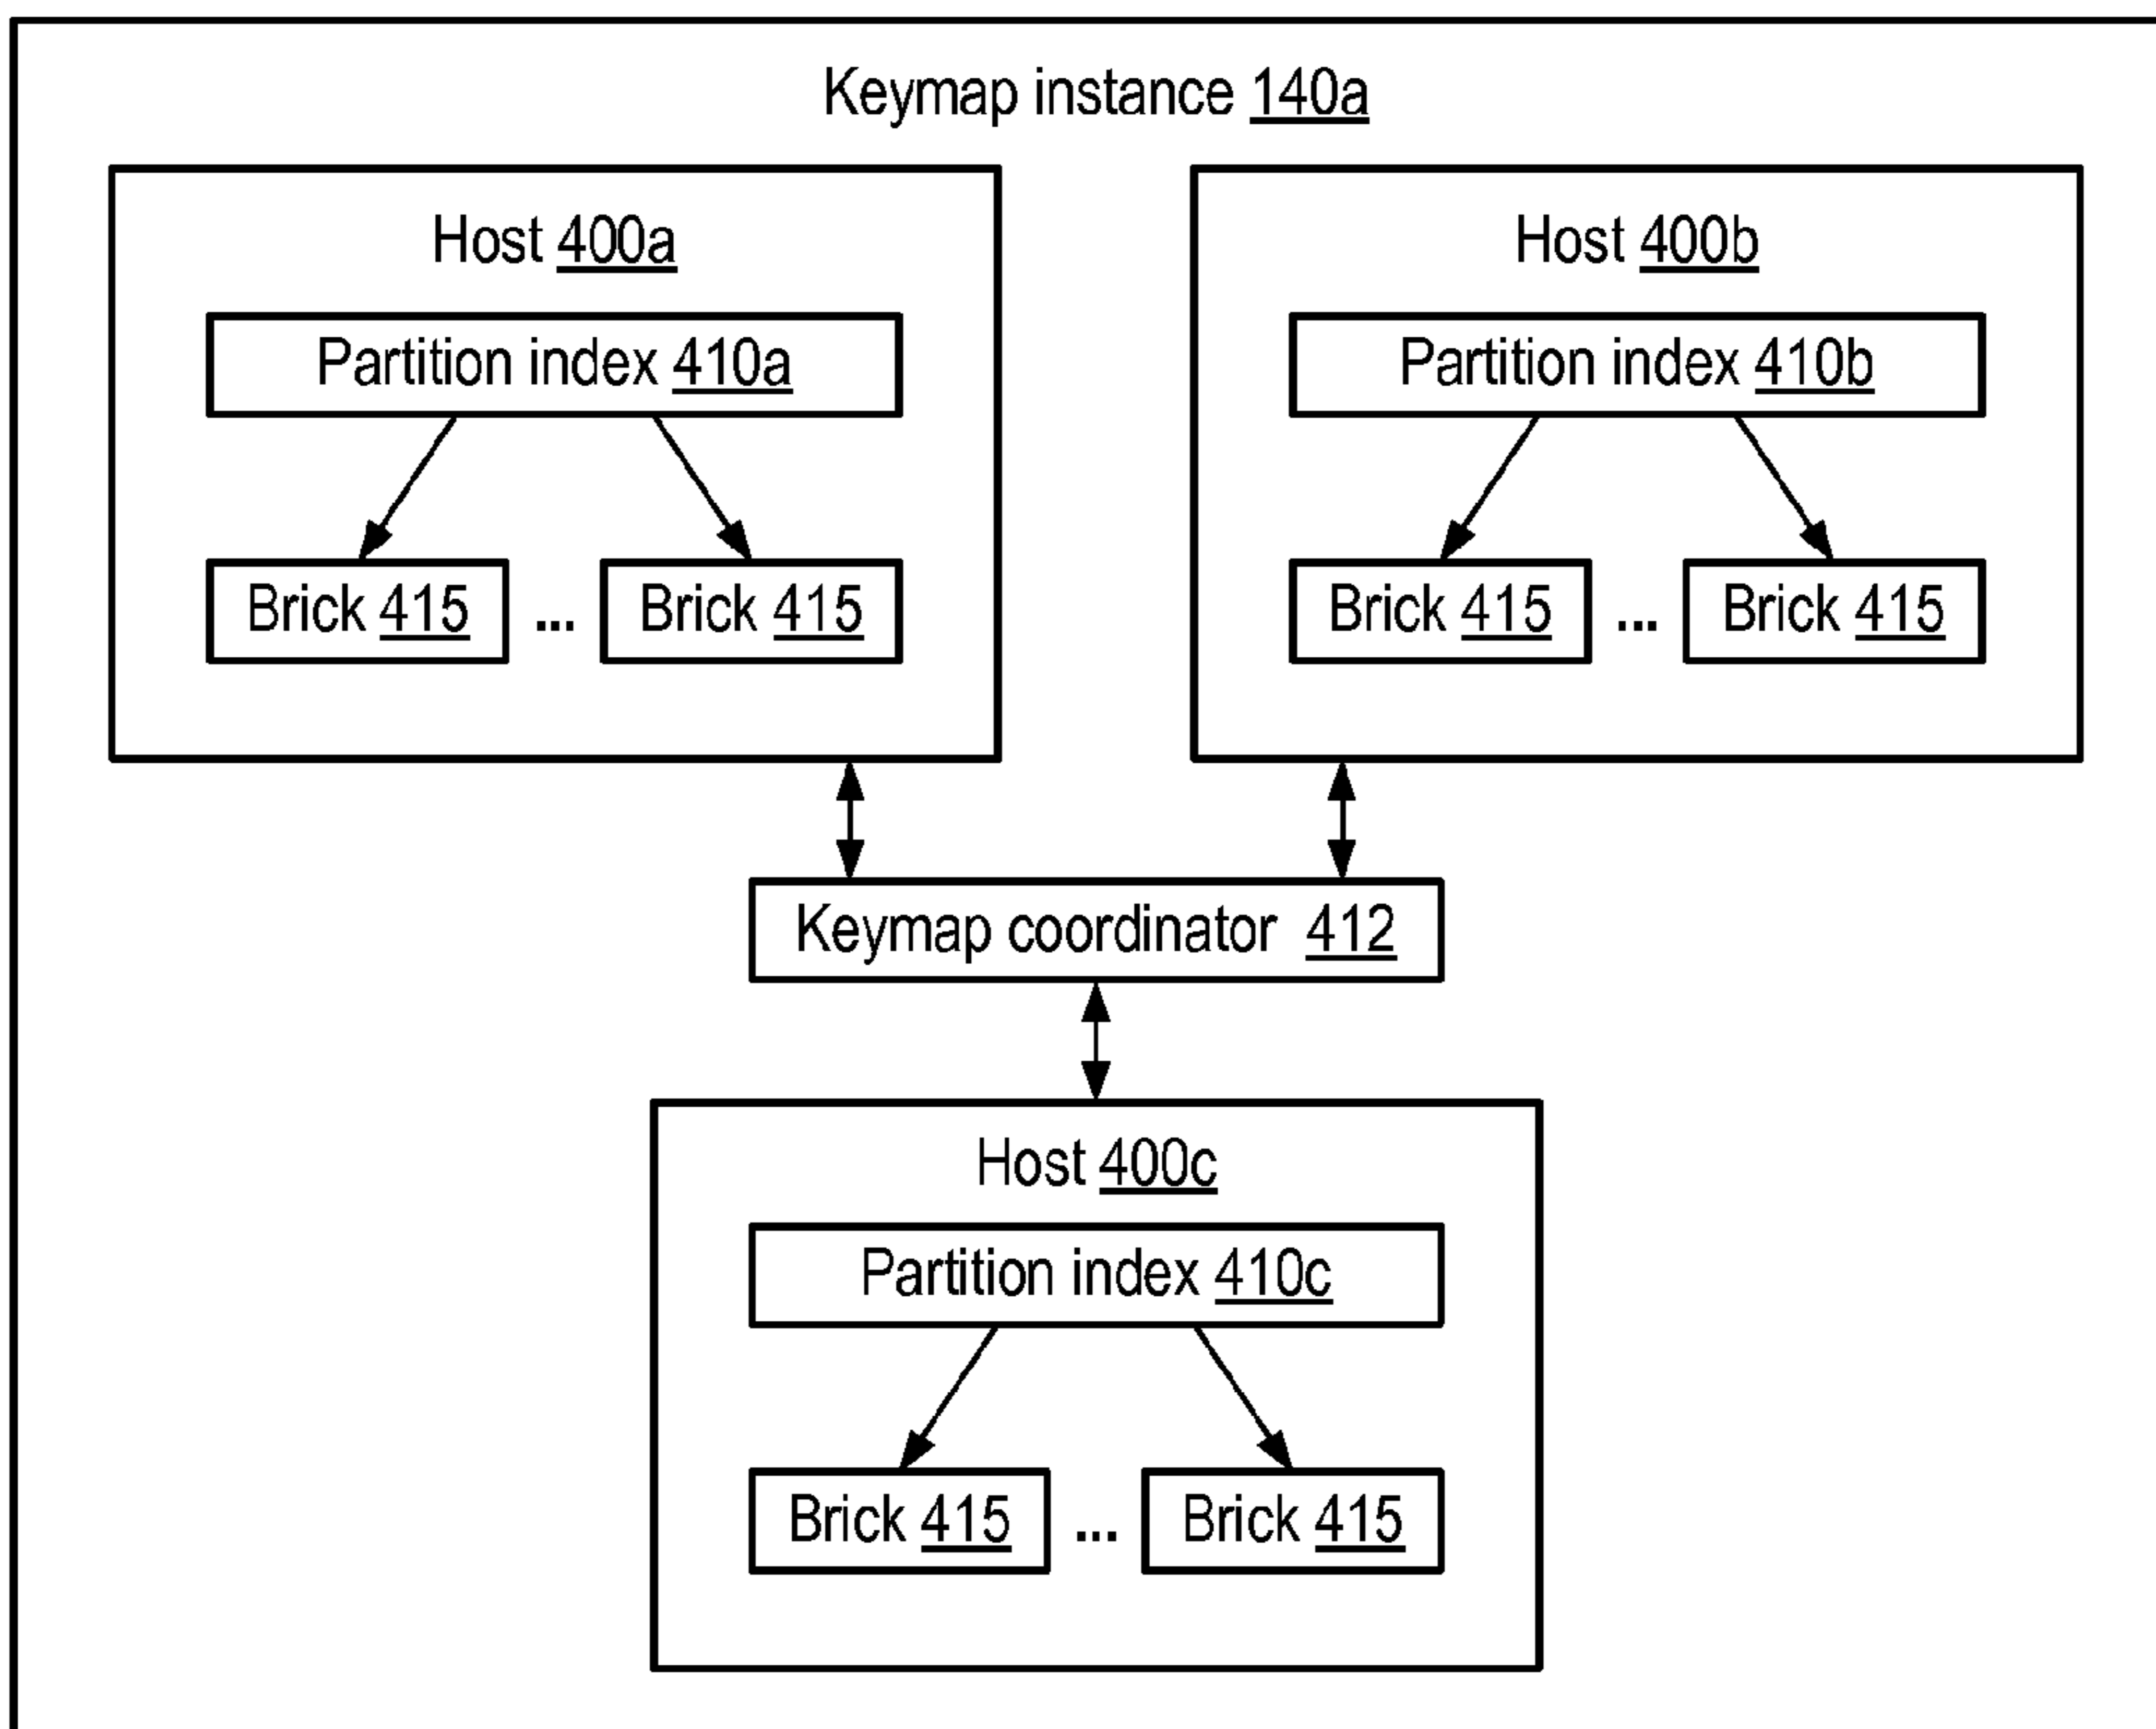 Keymap instance 140a
Host 400a
Partition index 410a
Brick 415 ... Brick 415
Host 400b
Partition index 410b
Brick 415 ... Brick 415
Keymap coordinator 412
Host 400c
Partition index 410c
Brick 415 ... Brick 415